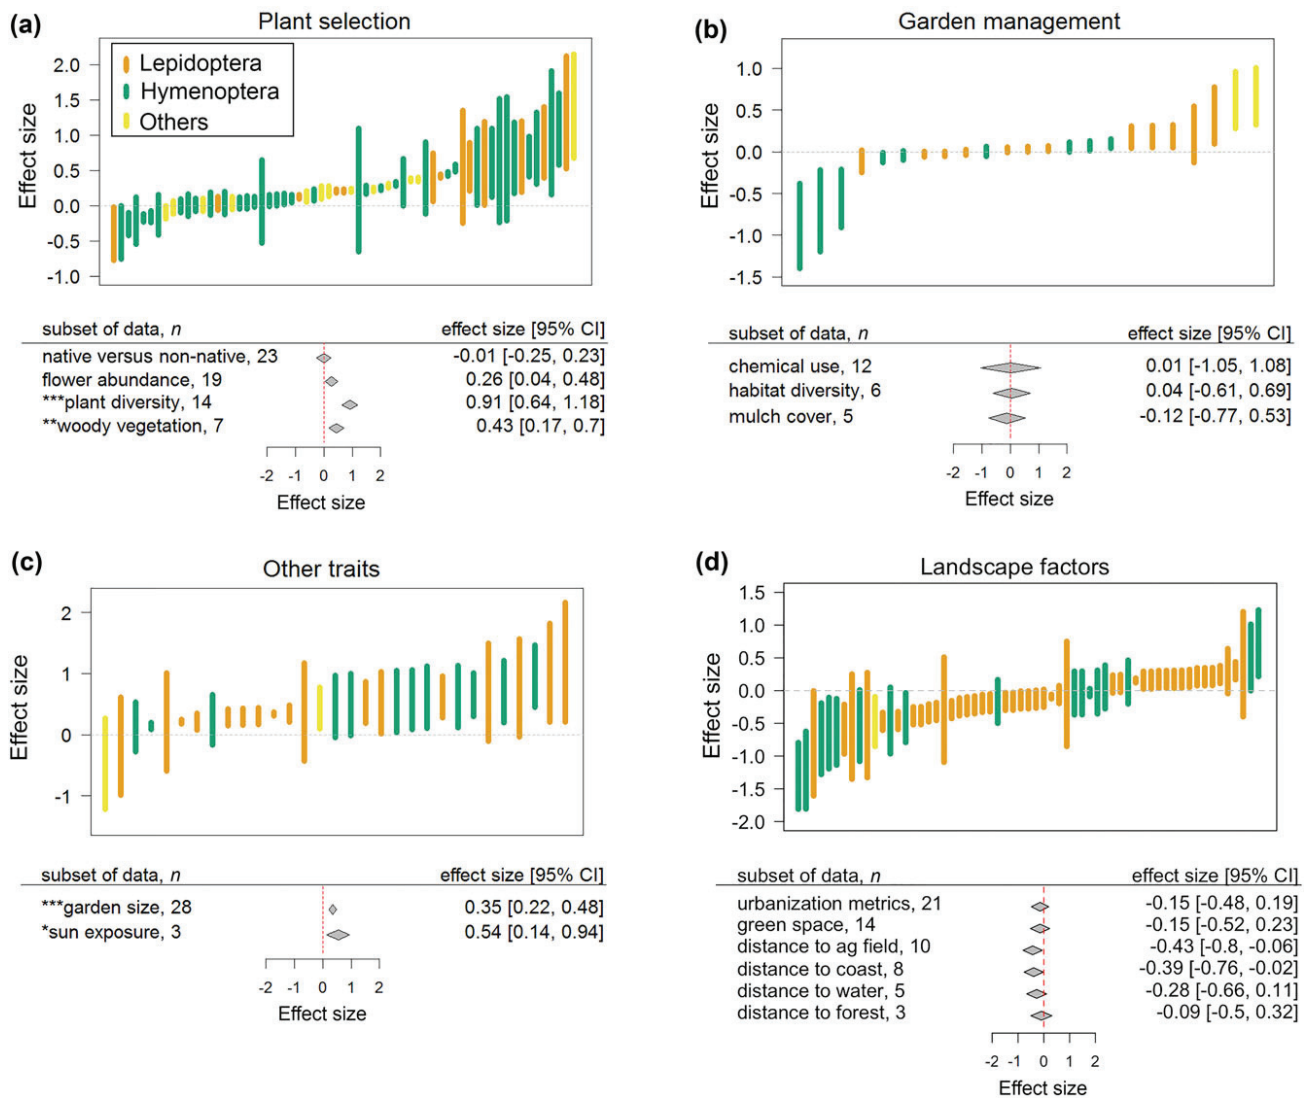 (a) Plant selection
Effect size
2.0
1.5
1.0
0.5
0.0
-0.5
-1.0
Lepidoptera
Hymenoptera
Others
subset of data, n effect size [95% CI]
native versus non-native, 23 -0.01 [-0.25, 0.23]
flower abundance, 19 0.26 [0.04, 0.48]
***plant diversity, 14 0.91 [0.64, 1.18]
**woody vegetation, 7 0.43 [0.17, 0.7]
-2 -1 0 1 2
Effect size
(b) Garden management
Effect size
1.0
0.5
0.0
-0.5
-1.0
-1.5
subset of data, n effect size [95% CI]
chemical use, 12 0.01 [-1.05, 1.08]
habitat diversity, 6 0.04 [-0.61, 0.69]
mulch cover, 5 -0.12 [-0.77, 0.53]
-2 -1 0 1 2
Effect size
(c) Other traits
Effect size
2
1
0
-1
subset of data, n effect size [95% CI]
***garden size, 28 0.35 [0.22, 0.48]
*sun exposure, 3 0.54 [0.14, 0.94]
-2 -1 0 1 2
Effect size
(d) Landscape factors
Effect size
1.5
1.0
0.5
0.0
-0.5
-1.0
-1.5
-2.0
subset of data, n effect size [95% CI]
urbanization metrics, 21 -0.15 [-0.48, 0.19]
green space, 14 -0.15 [-0.52, 0.23]
distance to ag field, 10 -0.43 [-0.8, -0.06]
distance to coast, 8 -0.39 [-0.76, -0.02]
distance to water, 5 -0.28 [-0.66, 0.11]
distance to forest, 3 -0.09 [-0.5, 0.32]
-2 -1 0 1 2
Effect size